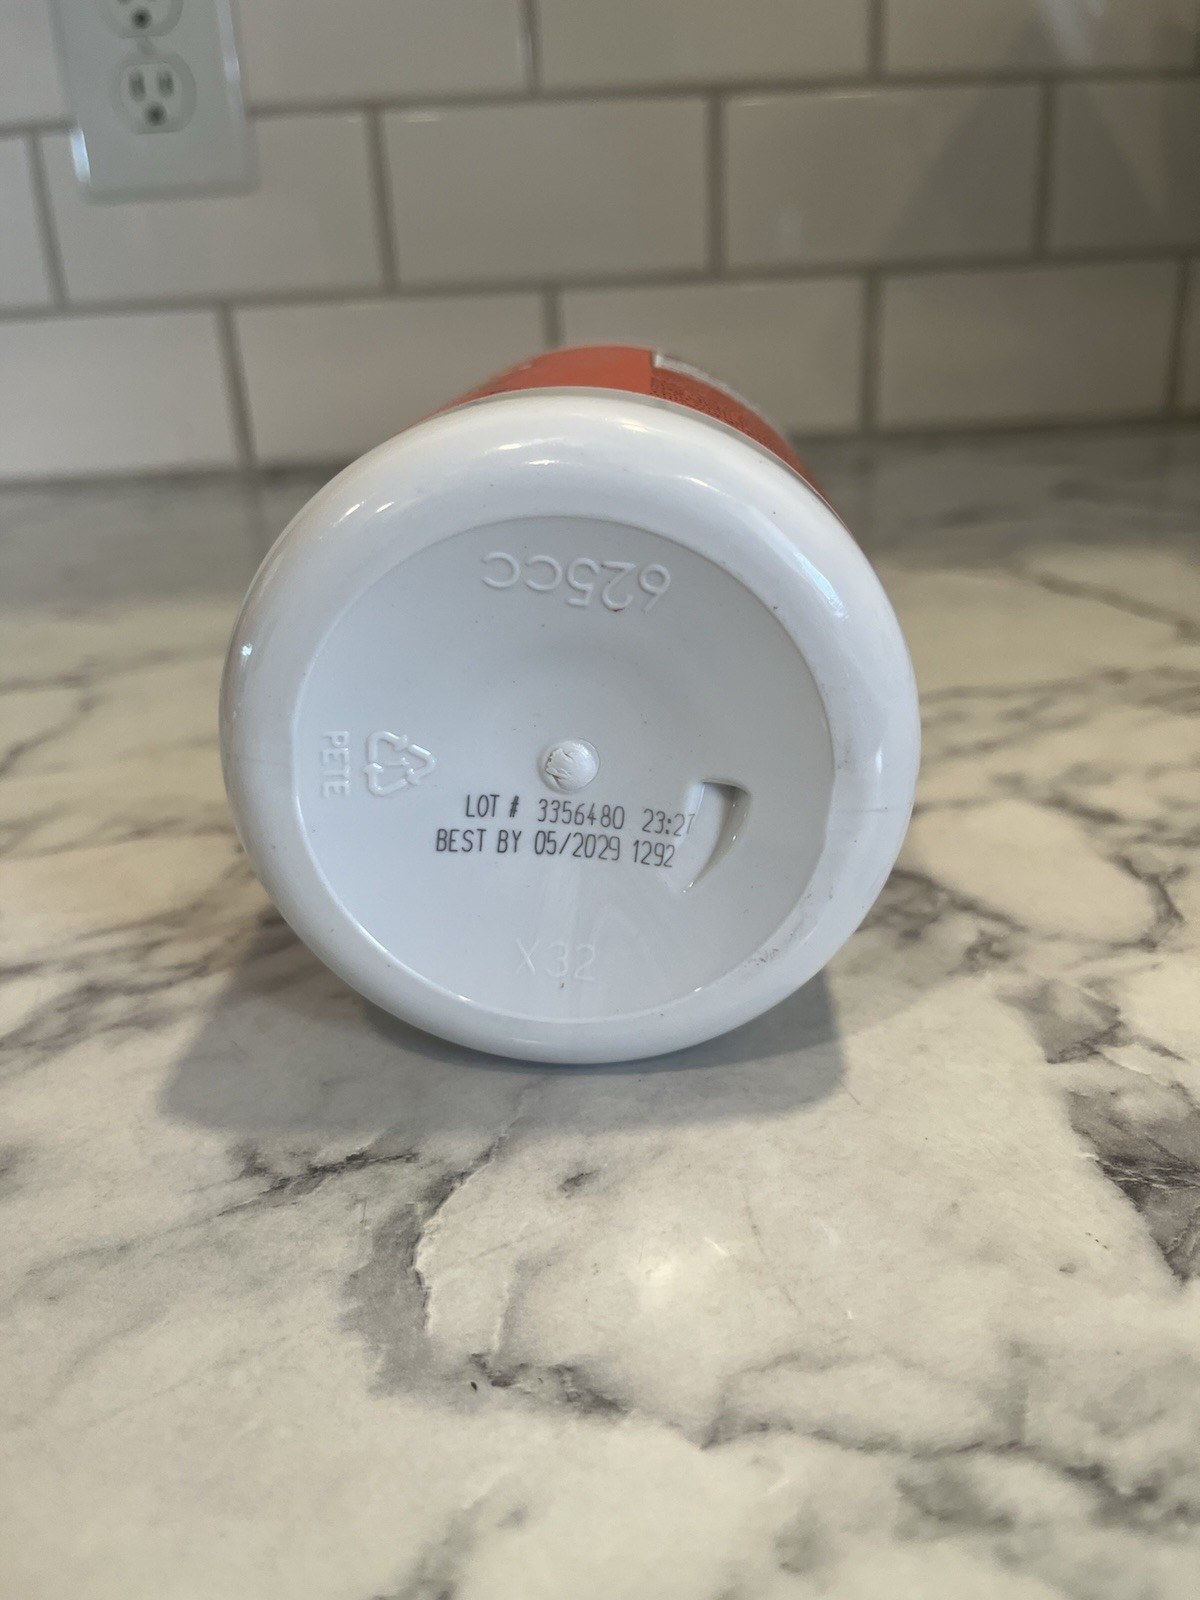 625CC
PETE
LOT # 3356480 23:27
BEST BY 05/2029 1292
X32